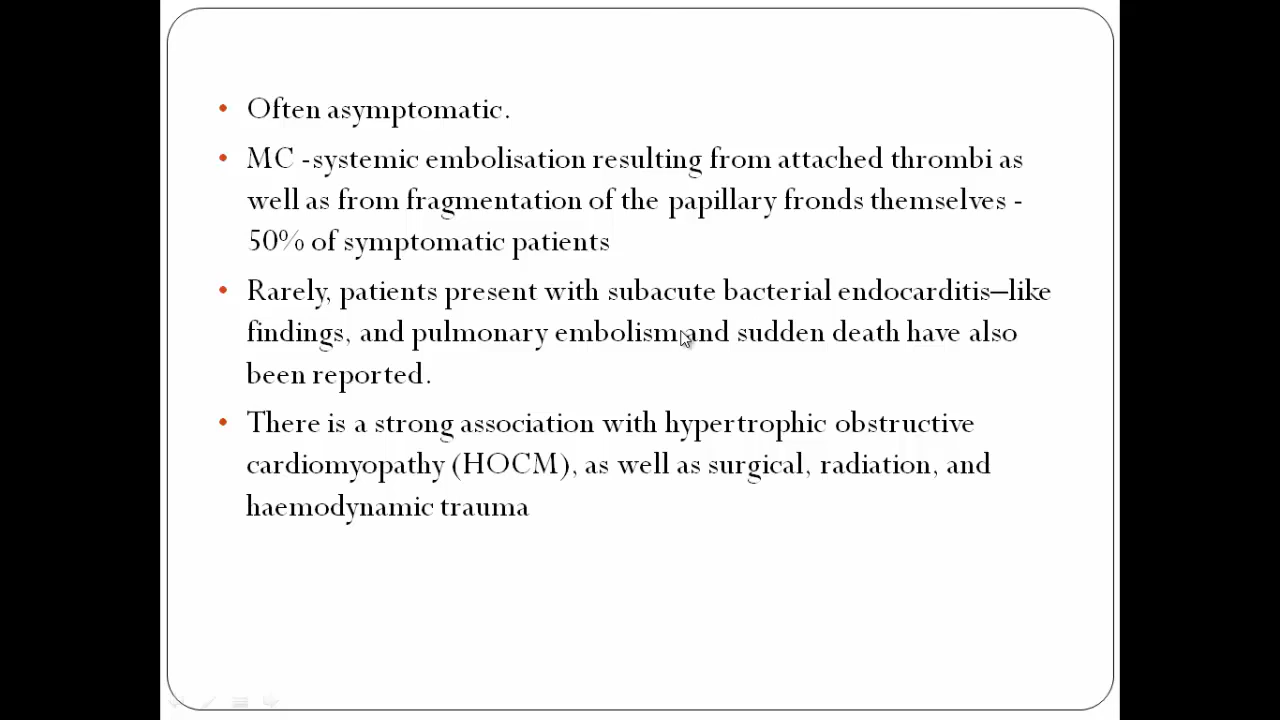 • Often asymptomatic.
• MC -systemic embolisation resulting from attached thrombi as
well as from fragmentation of the papillary fronds themselves -
50% of symptomatic patients
• Rarely, patients present with subacute bacterial endocarditis–like
findings, and pulmonary embolism and sudden death have also
been reported.
• There is a strong association with hypertrophic obstructive
cardiomyopathy (HOCM), as well as surgical, radiation, and
haemodynamic trauma